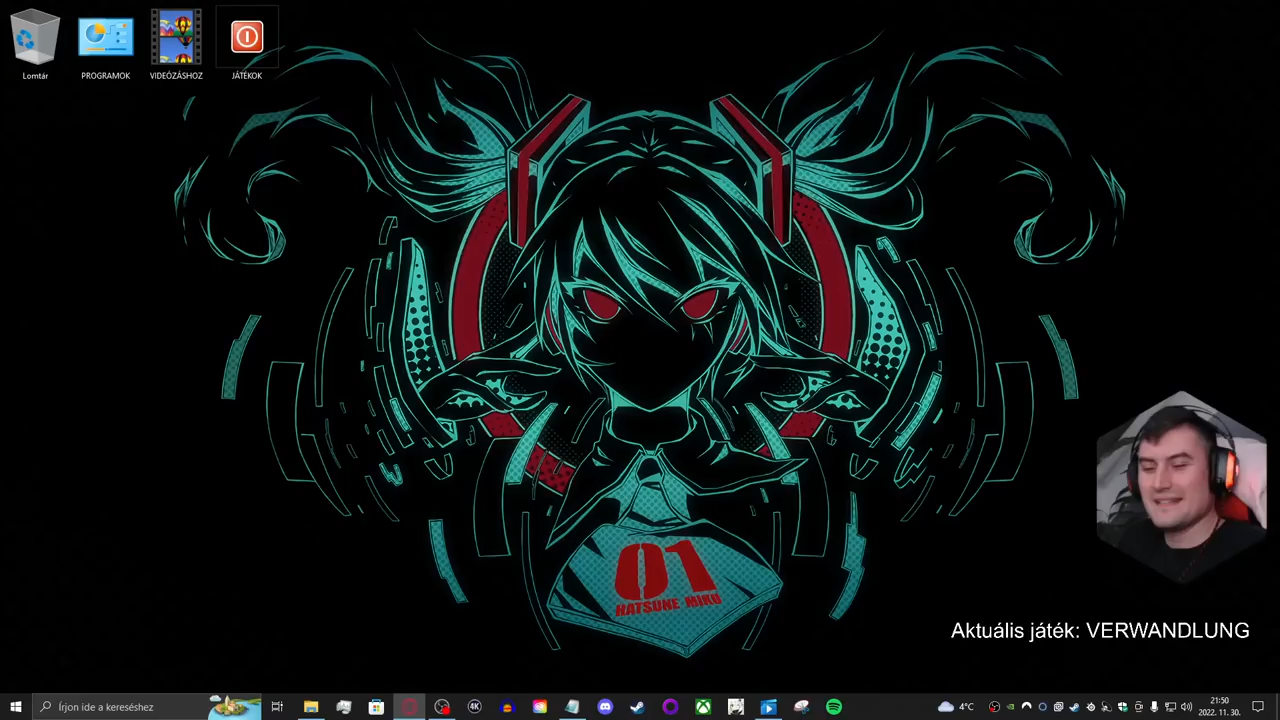 Lomtár
PROGRAMOK
VIDEÓZÁSHOZ
JÁTÉKOK
01
HATSUNE MIKU
Aktuális játék: VERWANDLUNG
Írjon ide a kereséshez
4K
4°C
21:50
2022. 11. 30.